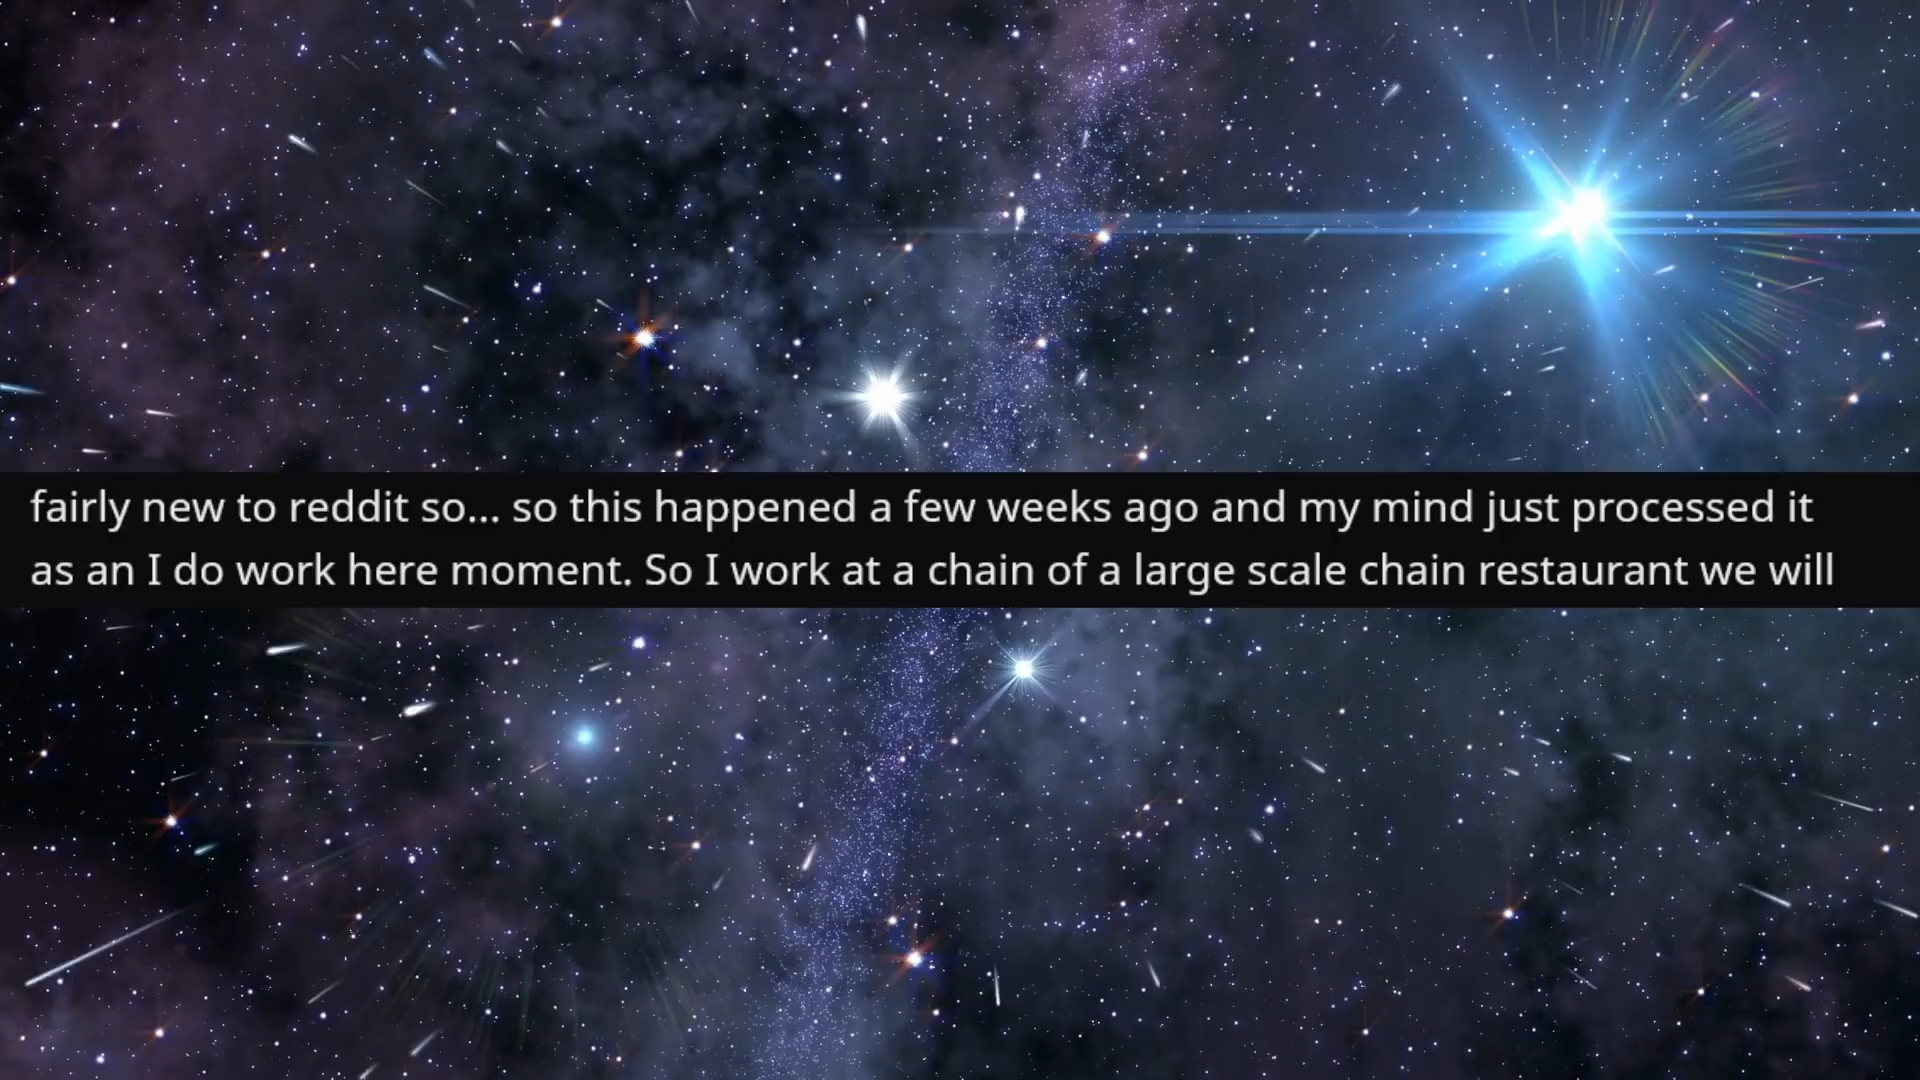 fairly new to reddit so... so this happened a few weeks ago and my mind just processed it
as an I do work here moment. So I work at a chain of a large scale chain restaurant we will